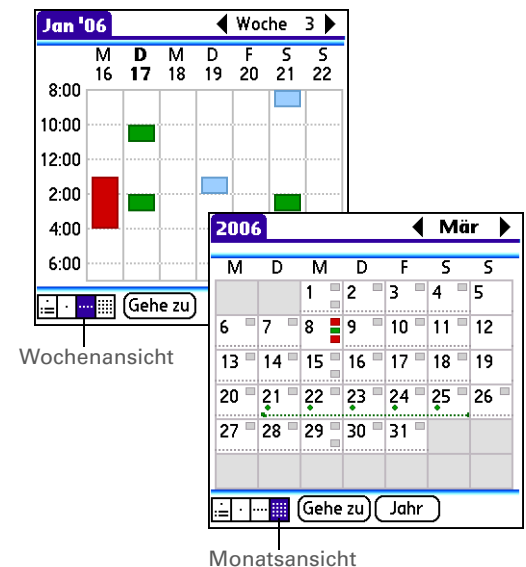 Jan '06 Woche 3
M D M D F S S
16 17 18 19 20 21 22
8:00
10:00
12:00
2:00
4:00
6:00
Gehe zu
Wochenansicht
2006 Mär
M D M D F S S
1 2 3 4 5
6 7 8 9 10 11 12
13 14 15 16 17 18 19
20 21 22 23 24 25 26
27 28 29 30 31
Gehe zu Jahr
Monatsansicht